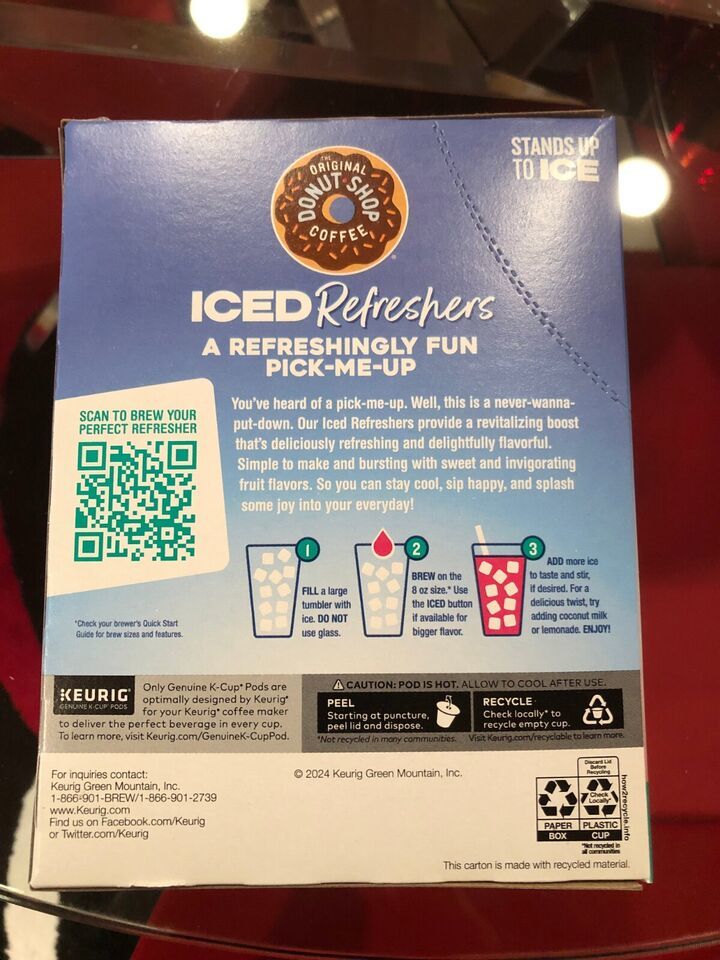 STANDS UP
TO ICE
THE
ORIGINAL
DONUT SHOP
COFFEE
ICED Refreshers
A REFRESHINGLY FUN
PICK-ME-UP
SCAN TO BREW YOUR
PERFECT REFRESHER
You've heard of a pick-me-up. Well, this is a never-wanna-
put-down. Our Iced Refreshers provide a revitalizing boost
that's deliciously refreshing and delightfully flavorful.
Simple to make and bursting with sweet and invigorating
fruit flavors. So you can stay cool, sip happy, and splash
some joy into your everyday!
1
FILL a large
tumbler with
ice. DO NOT
use glass.
2
BREW on the
8 oz size.* Use
the ICED button
if available for
bigger flavor.
3
ADD more ice
to taste and stir,
if desired. For a
delicious twist, try
adding coconut milk
or lemonade. ENJOY!
*Check your brewer's Quick Start
Guide for brew sizes and features.
KEURIG®
GENUINE K-CUP® PODS
Only Genuine K-Cup® Pods are
optimally designed by Keurig®
for your Keurig® coffee maker
to deliver the perfect beverage in every cup.
To learn more, visit Keurig.com/GenuineK-CupPod.
CAUTION: POD IS HOT. ALLOW TO COOL AFTER USE.
PEEL
Starting at puncture,
peel lid and dispose.
RECYCLE
Check locally* to
recycle empty cup.
*Not recycled in many communities. Visit Keurig.com/recyclable to learn more.
For inquiries contact:
Keurig Green Mountain, Inc.
1-866-901-BREW/1-866-901-2739
www.Keurig.com
Find us on Facebook.com/Keurig
or Twitter.com/Keurig
© 2024 Keurig Green Mountain, Inc.
Discard Lid
Before
Recycling
Check
Locally*
PAPER
BOX
PLASTIC
CUP
*Not recycled in
all communities
how2recycle.info
This carton is made with recycled material.